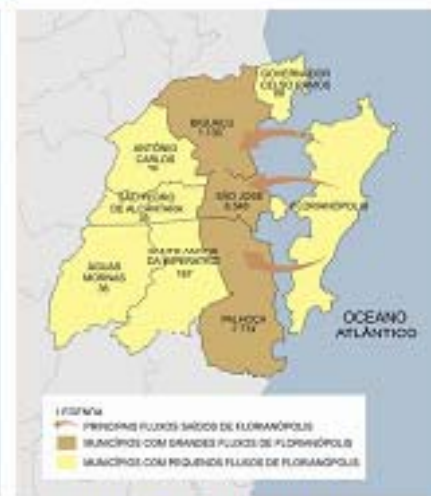 GOVERNADOR
CELSO RAMOS
BIGUAÇU
ANTÔNIO
CARLOS
SÃO PEDRO
DE ALCÂNTARA
SÃO JOSÉ
FLORIANÓPOLIS
DA IMPERATRIZ
187
ÁGUAS
MORNAS
36
PALHOÇA
OCEANO
ATLÂNTICO
LEGENDA
PRINCIPAIS FLUXOS SAÍDOS DE FLORIANÓPOLIS
MUNICÍPIOS COM GRANDES FLUXOS DE FLORIANÓPOLIS
MUNICÍPIOS COM PEQUENOS FLUXOS DE FLORIANÓPOLIS